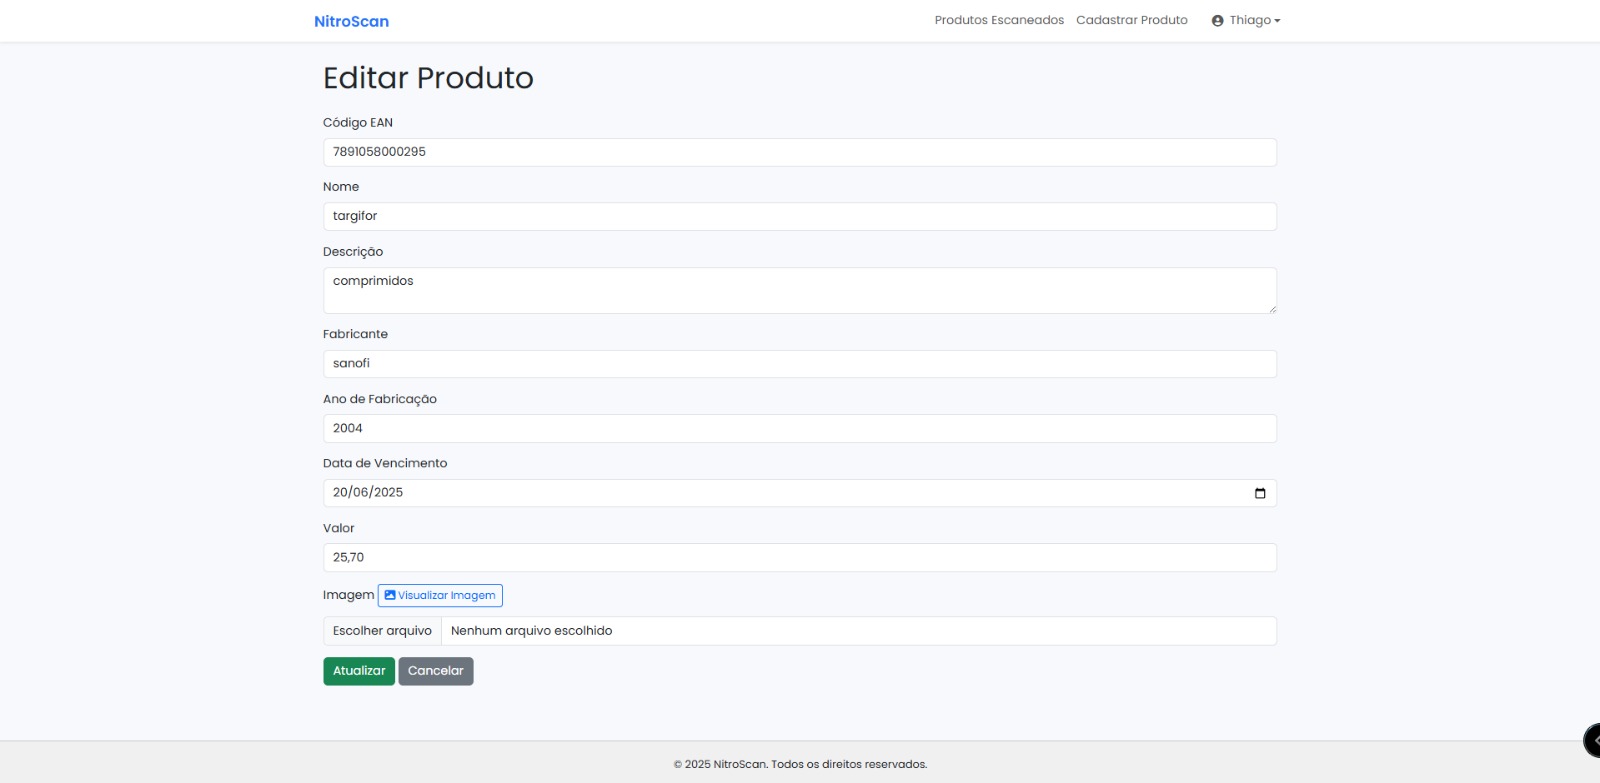 NitroScan
Produtos Escaneados Cadastrar Produto Thiago
Editar Produto
Código EAN
7891058000295
Nome
targifor
Descrição
comprimidos
Fabricante
sanofi
Ano de Fabricação
2004
Data de Vencimento
20/06/2025
Valor
25,70
Imagem Visualizar Imagem
Escolher arquivo Nenhum arquivo escolhido
Atualizar Cancelar
© 2025 NitroScan. Todos os direitos reservados.